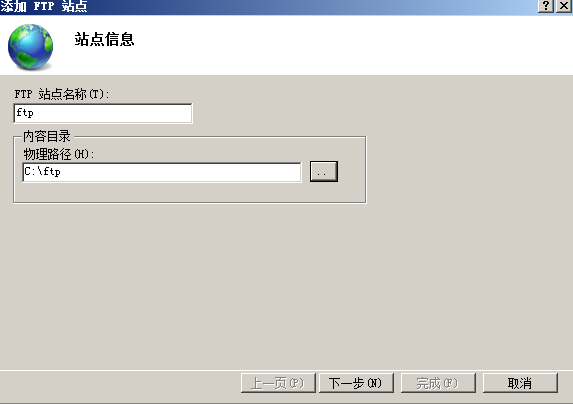 添加 FTP 站点
站点信息
FTP 站点名称(T):
ftp
内容目录
物理路径(H):
C:\ftp
..
上一页(P) 下一步(N) 完成(F) 取消